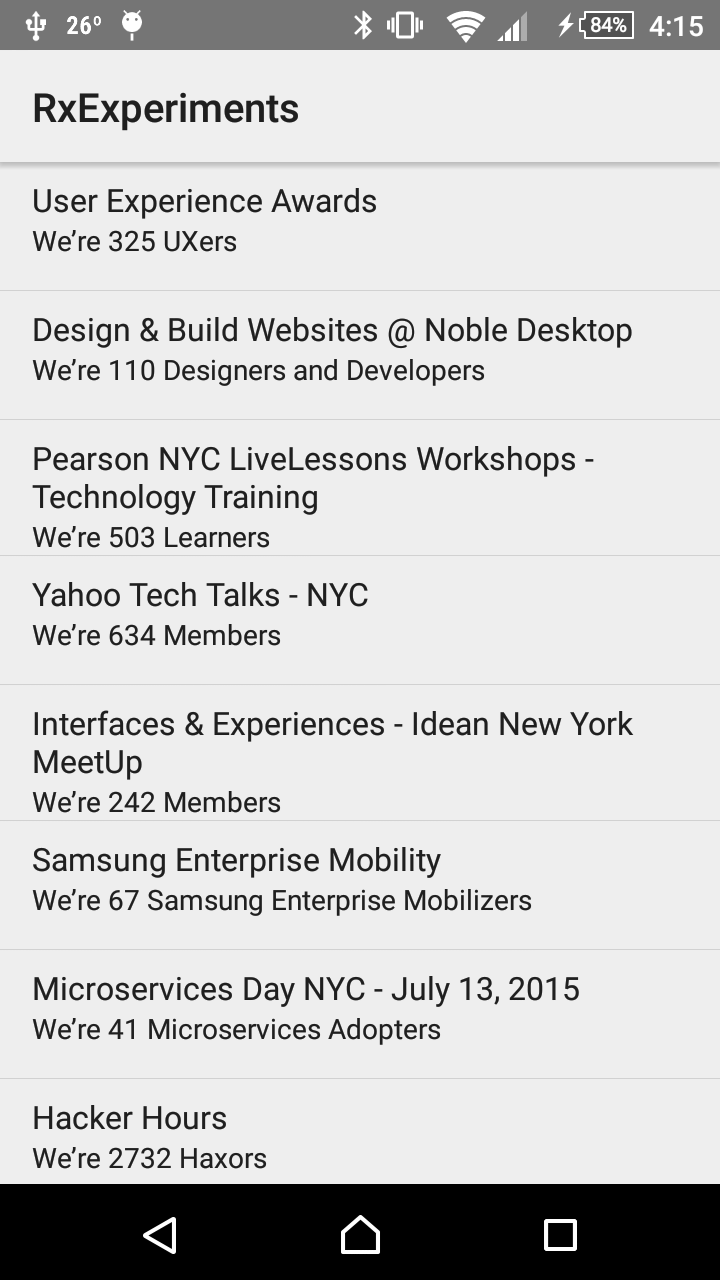 26° 84% 4:15
RxExperiments
User Experience Awards
We’re 325 UXers
Design & Build Websites @ Noble Desktop
We’re 110 Designers and Developers
Pearson NYC LiveLessons Workshops -
Technology Training
We’re 503 Learners
Yahoo Tech Talks - NYC
We’re 634 Members
Interfaces & Experiences - Idean New York
MeetUp
We’re 242 Members
Samsung Enterprise Mobility
We’re 67 Samsung Enterprise Mobilizers
Microservices Day NYC - July 13, 2015
We’re 41 Microservices Adopters
Hacker Hours
We’re 2732 Haxors